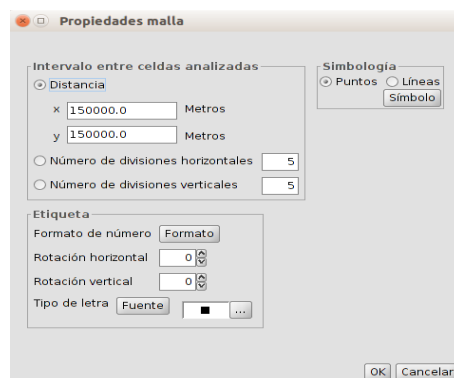 Propiedades malla
Intervalo entre celdas analizadas
Distancia
x 150000.0 Metros
y 150000.0 Metros
Número de divisiones horizontales 5
Número de divisiones verticales 5
Simbología
Puntos Líneas
Símbolo
Etiqueta
Formato de número Formato
Rotación horizontal 0
Rotación vertical 0
Tipo de letra Fuente ...
OK Cancelar